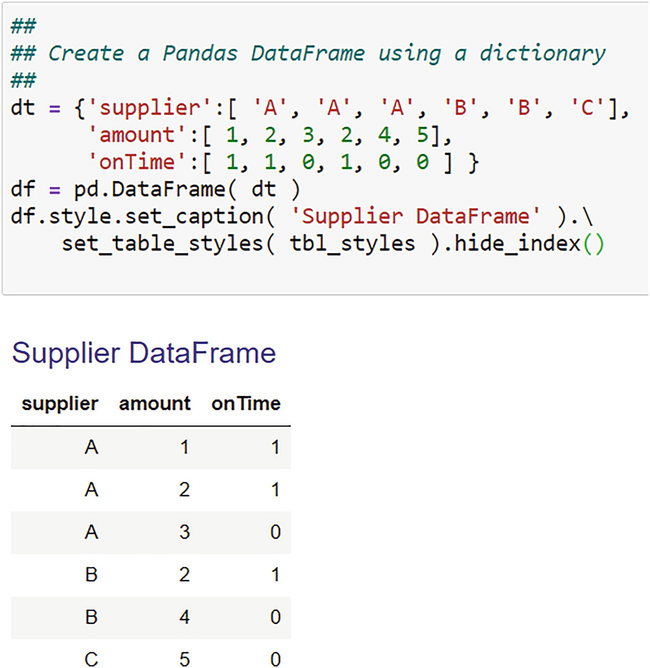 ##
## Create a Pandas DataFrame using a dictionary
##
dt = {'supplier':[ 'A', 'A', 'A', 'B', 'B', 'C'],
      'amount':[ 1, 2, 3, 2, 4, 5],
      'onTime':[ 1, 1, 0, 1, 0, 0 ] }
df = pd.DataFrame( dt )
df.style.set_caption( 'Supplier DataFrame' ).\
    set_table_styles( tbl_styles ).hide_index()
Supplier DataFrame
supplier amount onTime
A 1 1
A 2 1
A 3 0
B 2 1
B 4 0
C 5 0